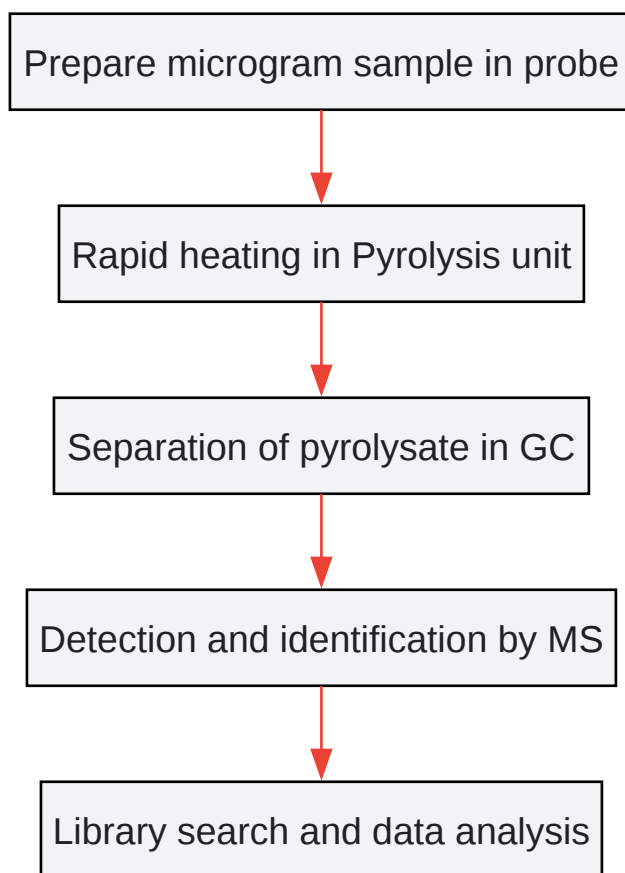 Prepare microgram sample in probe
Rapid heating in Pyrolysis unit
Separation of pyrolysate in GC
Detection and identification by MS
Library search and data analysis